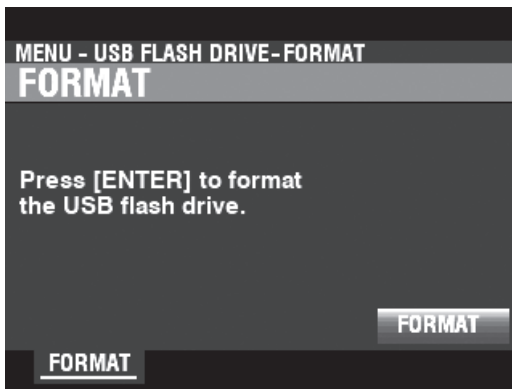 MENU - USB FLASH DRIVE-FORMAT
FORMAT
Press [ENTER] to format
the USB flash drive.
FORMAT
FORMAT